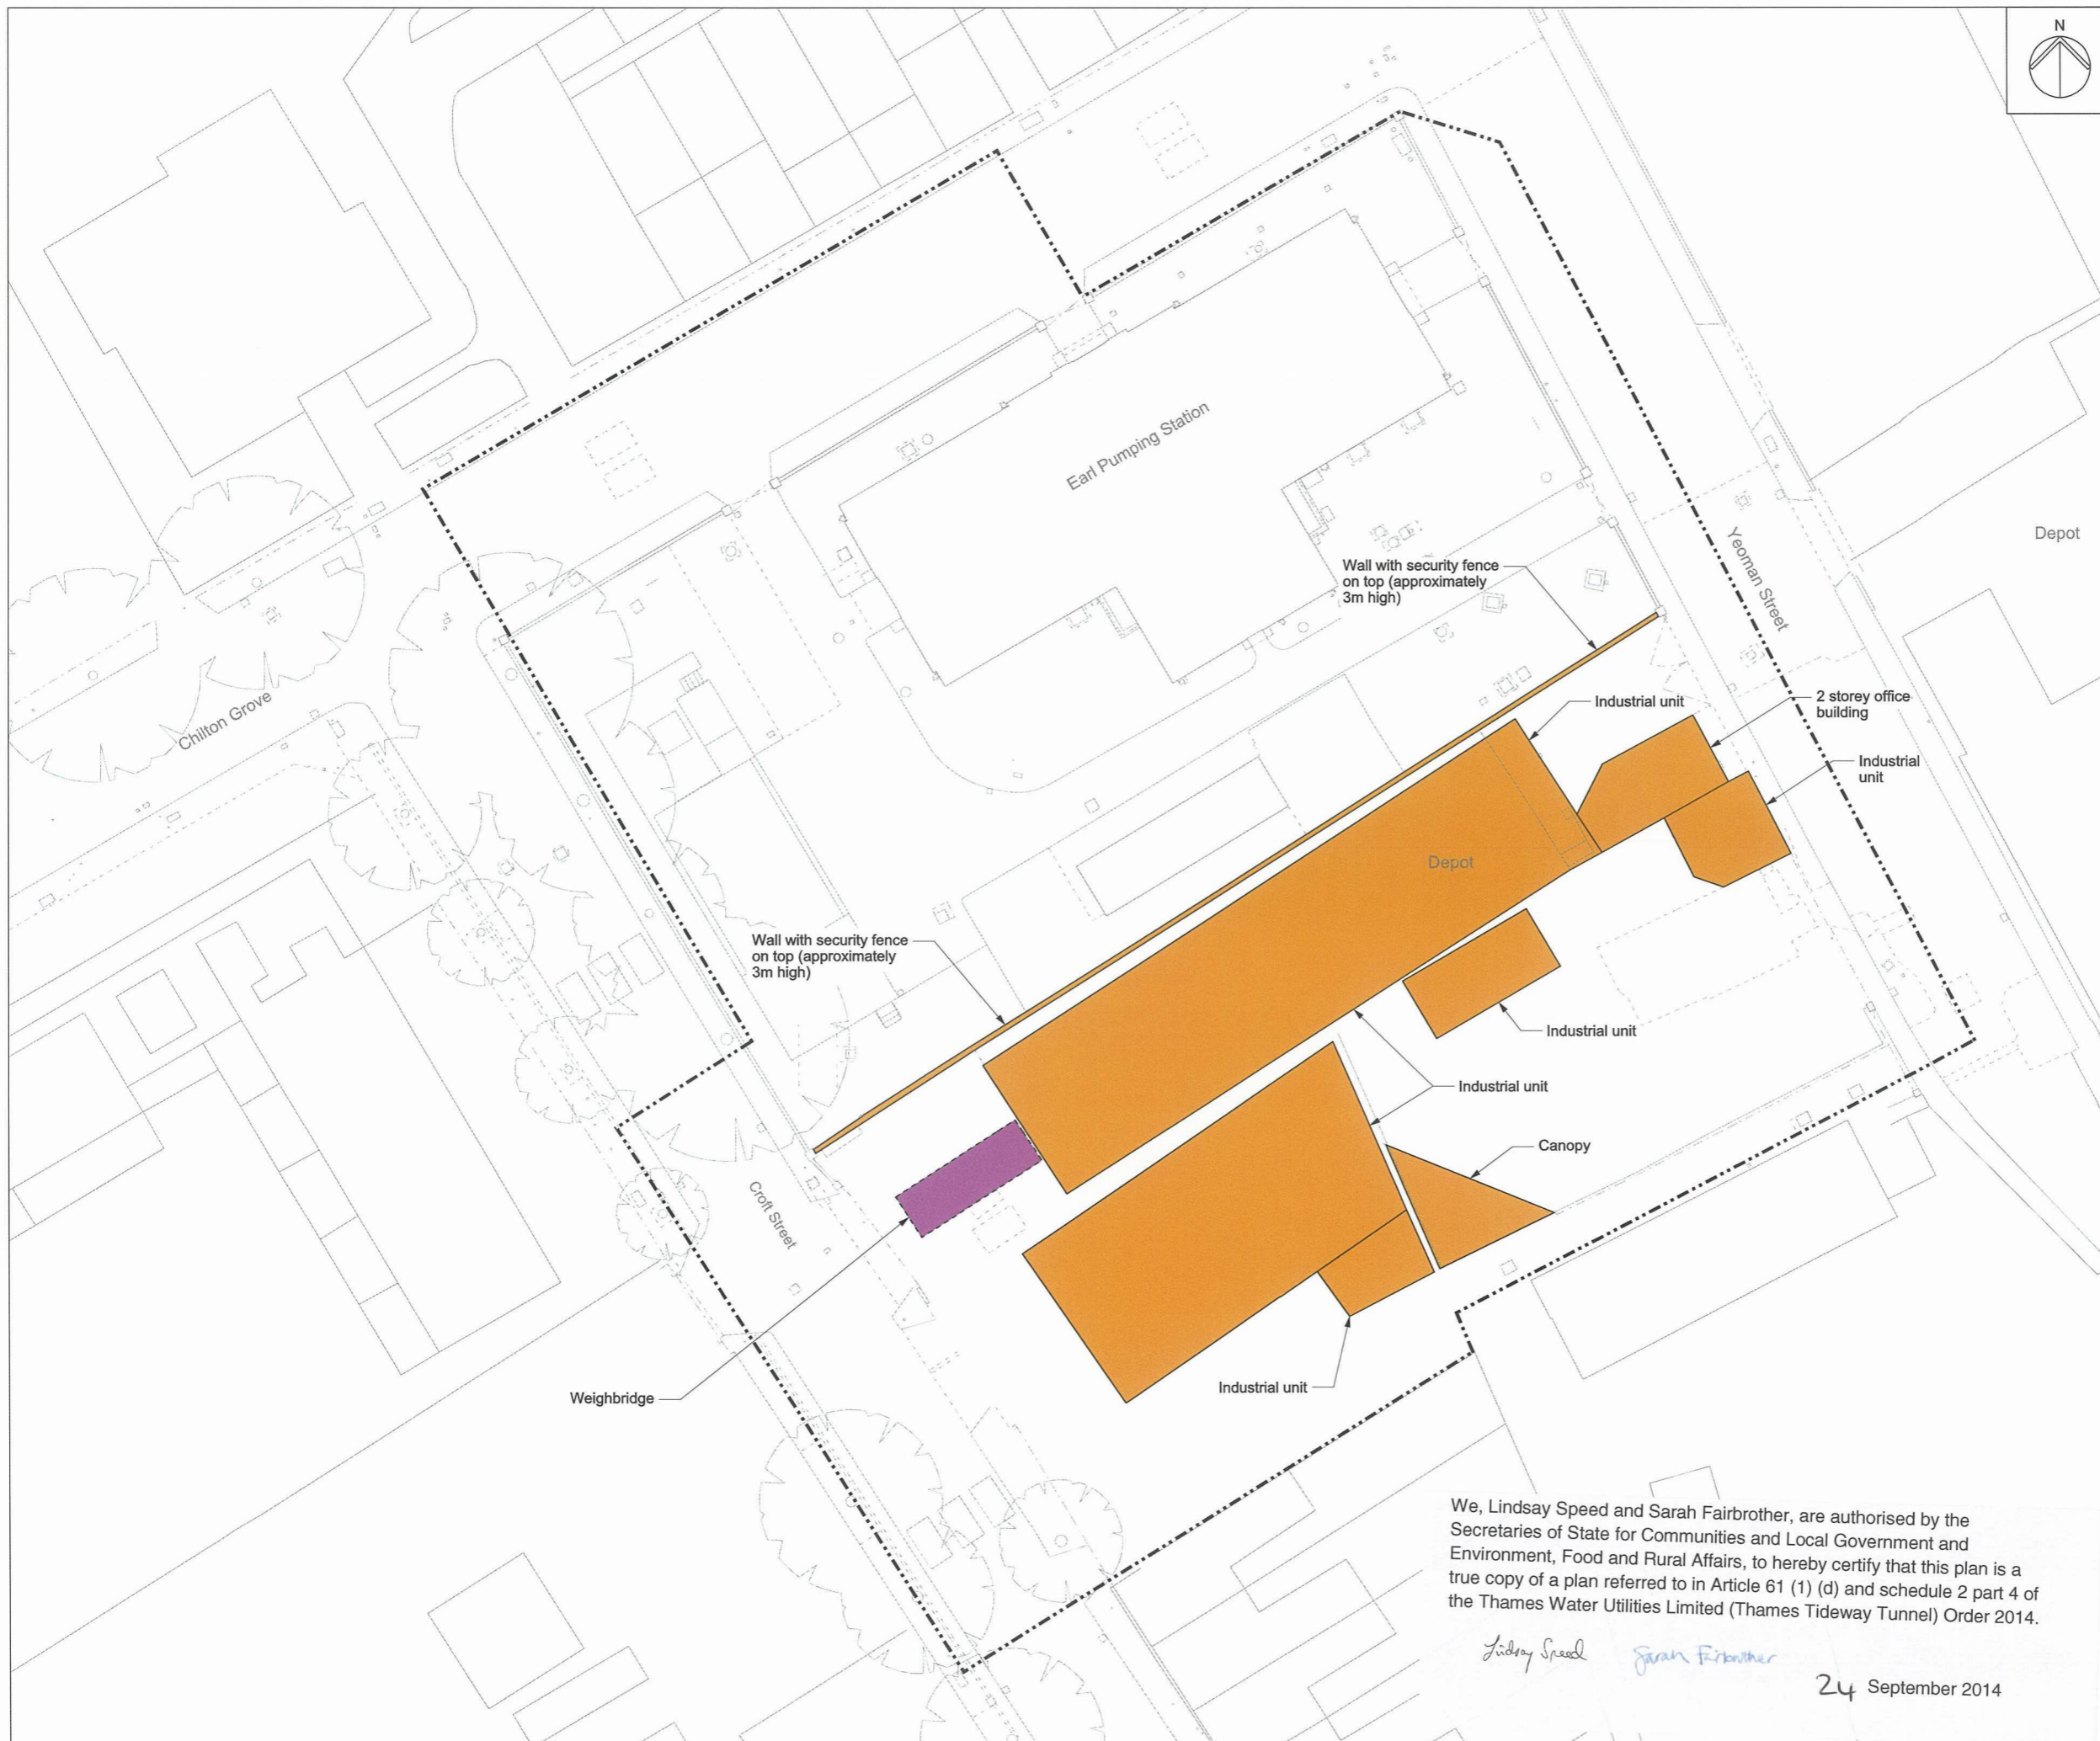 N
Earl Pumping Station
Depot
Yeoman Street
Wall with security fence
on top (approximately
3m high)
Industrial unit
2 storey office
building
Industrial
unit
Chilton Grove
Depot
Wall with security fence
on top (approximately
3m high)
Industrial unit
Industrial unit
Canopy
Croft Street
Weighbridge
Industrial unit
We, Lindsay Speed and Sarah Fairbrother, are authorised by the
Secretaries of State for Communities and Local Government and
Environment, Food and Rural Affairs, to hereby certify that this plan is a
true copy of a plan referred to in Article 61 (1) (d) and schedule 2 part 4 of
the Thames Water Utilities Limited (Thames Tideway Tunnel) Order 2014.
Lindsay Speed Sarah Fairbrother
24 September 2014